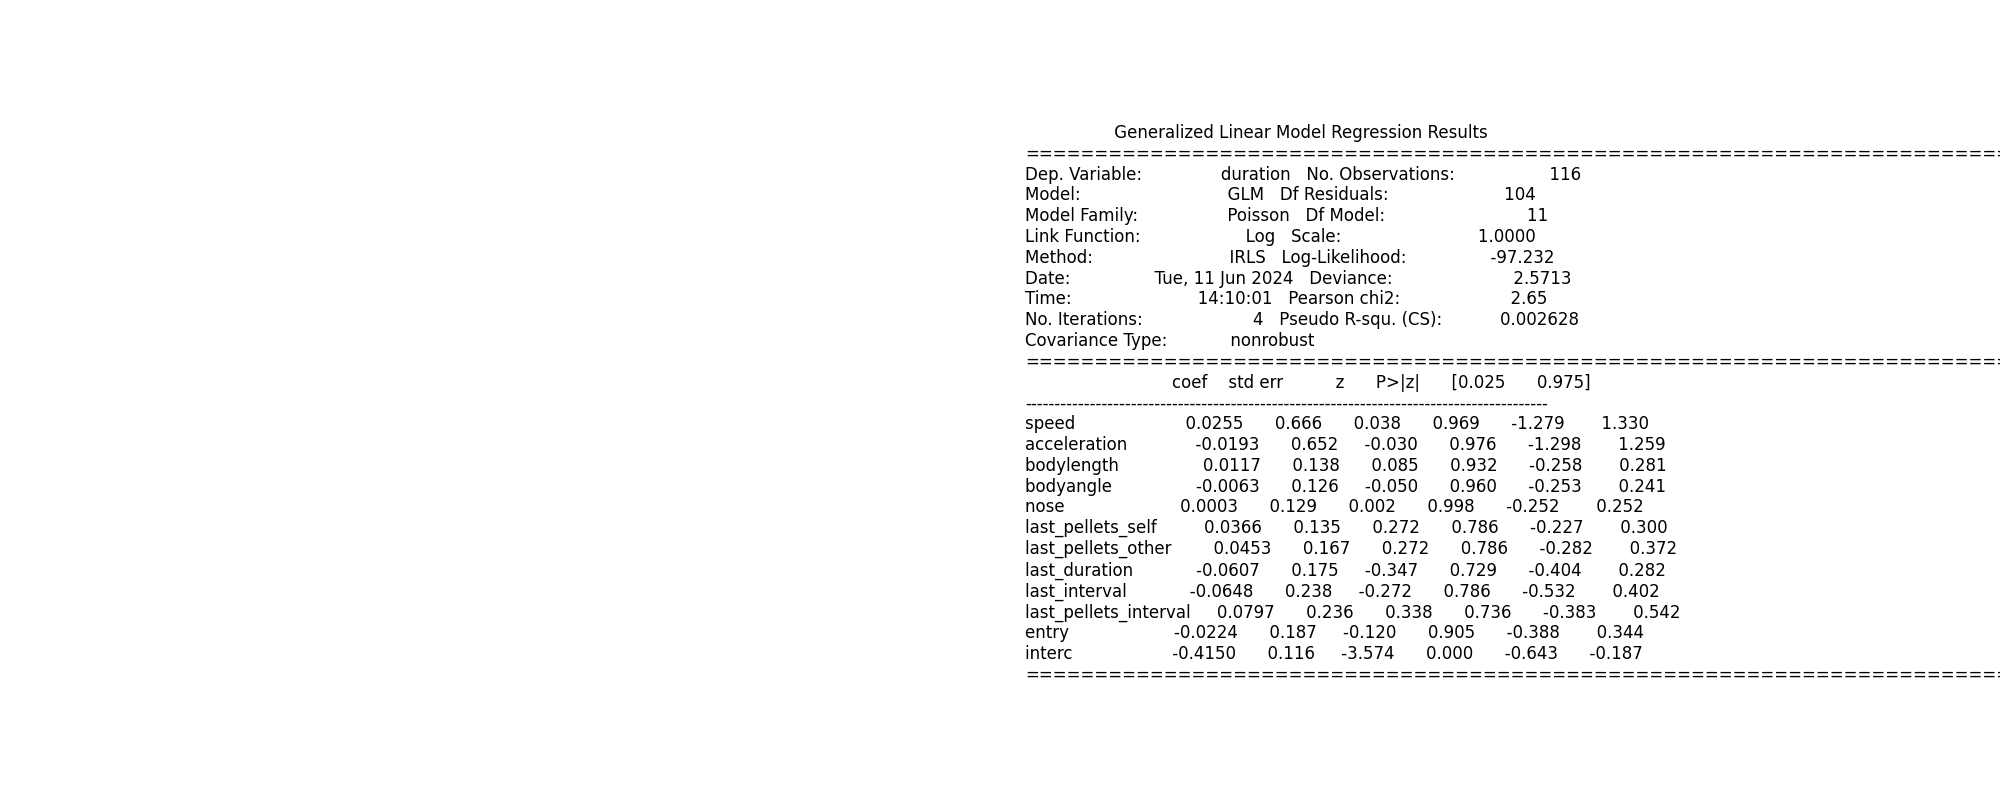 Generalized Linear Model Regression Results
==============================================================================
Dep. Variable: duration No. Observations: 116
Model: GLM Df Residuals: 104
Model Family: Poisson Df Model: 11
Link Function: Log Scale: 1.0000
Method: IRLS Log-Likelihood: -97.232
Date: Tue, 11 Jun 2024 Deviance: 2.5713
Time: 14:10:01 Pearson chi2: 2.65
No. Iterations: 4 Pseudo R-squ. (CS): 0.002628
Covariance Type: nonrobust
==============================================================================
coef std err z P>|z| [0.025 0.975]
------------------------------------------------------------------------------------------
speed 0.0255 0.666 0.038 0.969 -1.279 1.330
acceleration -0.0193 0.652 -0.030 0.976 -1.298 1.259
bodylength 0.0117 0.138 0.085 0.932 -0.258 0.281
bodyangle -0.0063 0.126 -0.050 0.960 -0.253 0.241
nose 0.0003 0.129 0.002 0.998 -0.252 0.252
last_pellets_self 0.0366 0.135 0.272 0.786 -0.227 0.300
last_pellets_other 0.0453 0.167 0.272 0.786 -0.282 0.372
last_duration -0.0607 0.175 -0.347 0.729 -0.404 0.282
last_interval -0.0648 0.238 -0.272 0.786 -0.532 0.402
last_pellets_interval 0.0797 0.236 0.338 0.736 -0.383 0.542
entry -0.0224 0.187 -0.120 0.905 -0.388 0.344
interc -0.4150 0.116 -3.574 0.000 -0.643 -0.187
==============================================================================